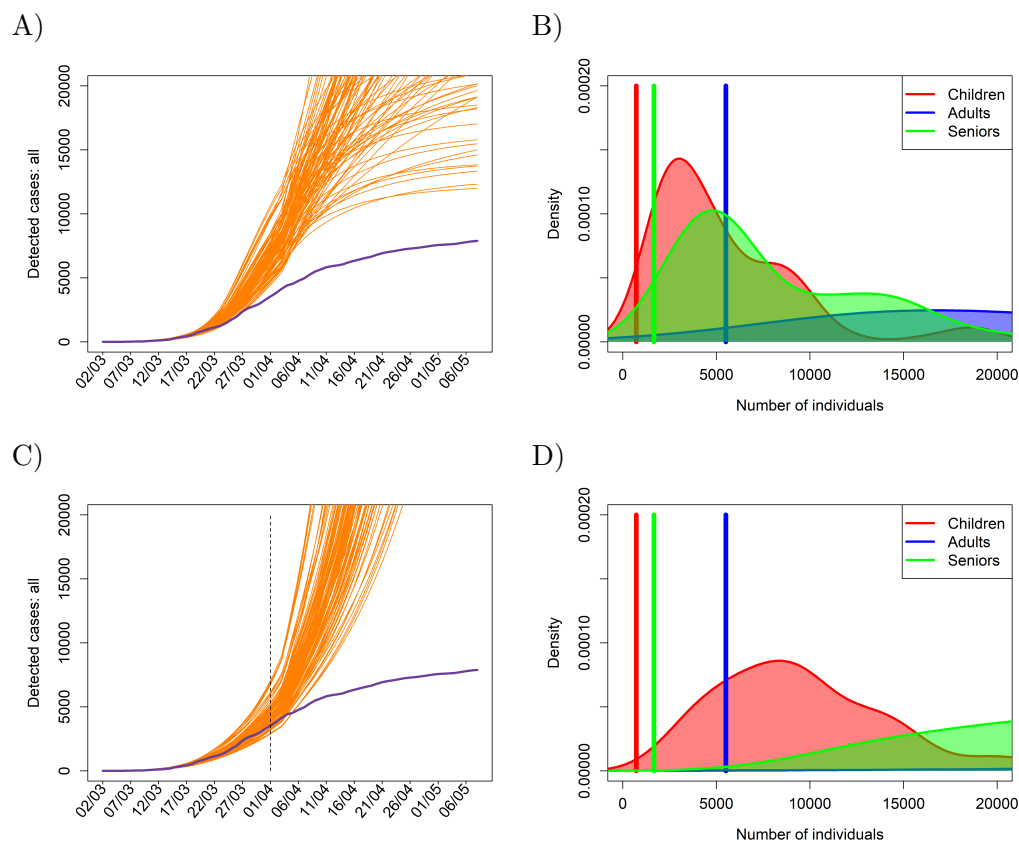 A)
Detected cases: all
20000
15000
10000
5000
0
02/03 07/03 12/03 17/03 22/03 27/03 01/04 06/04 11/04 16/04 21/04 26/04 01/05 06/05
B)
Density
0.00020
0.00010
0.00000
Children
Adults
Seniors
0 5000 10000 15000 20000
Number of individuals
C)
Detected cases: all
20000
15000
10000
5000
0
02/03 07/03 12/03 17/03 22/03 27/03 01/04 06/04 11/04 16/04 21/04 26/04 01/05 06/05
D)
Density
0.00020
0.00010
0.00000
Children
Adults
Seniors
0 5000 10000 15000 20000
Number of individuals